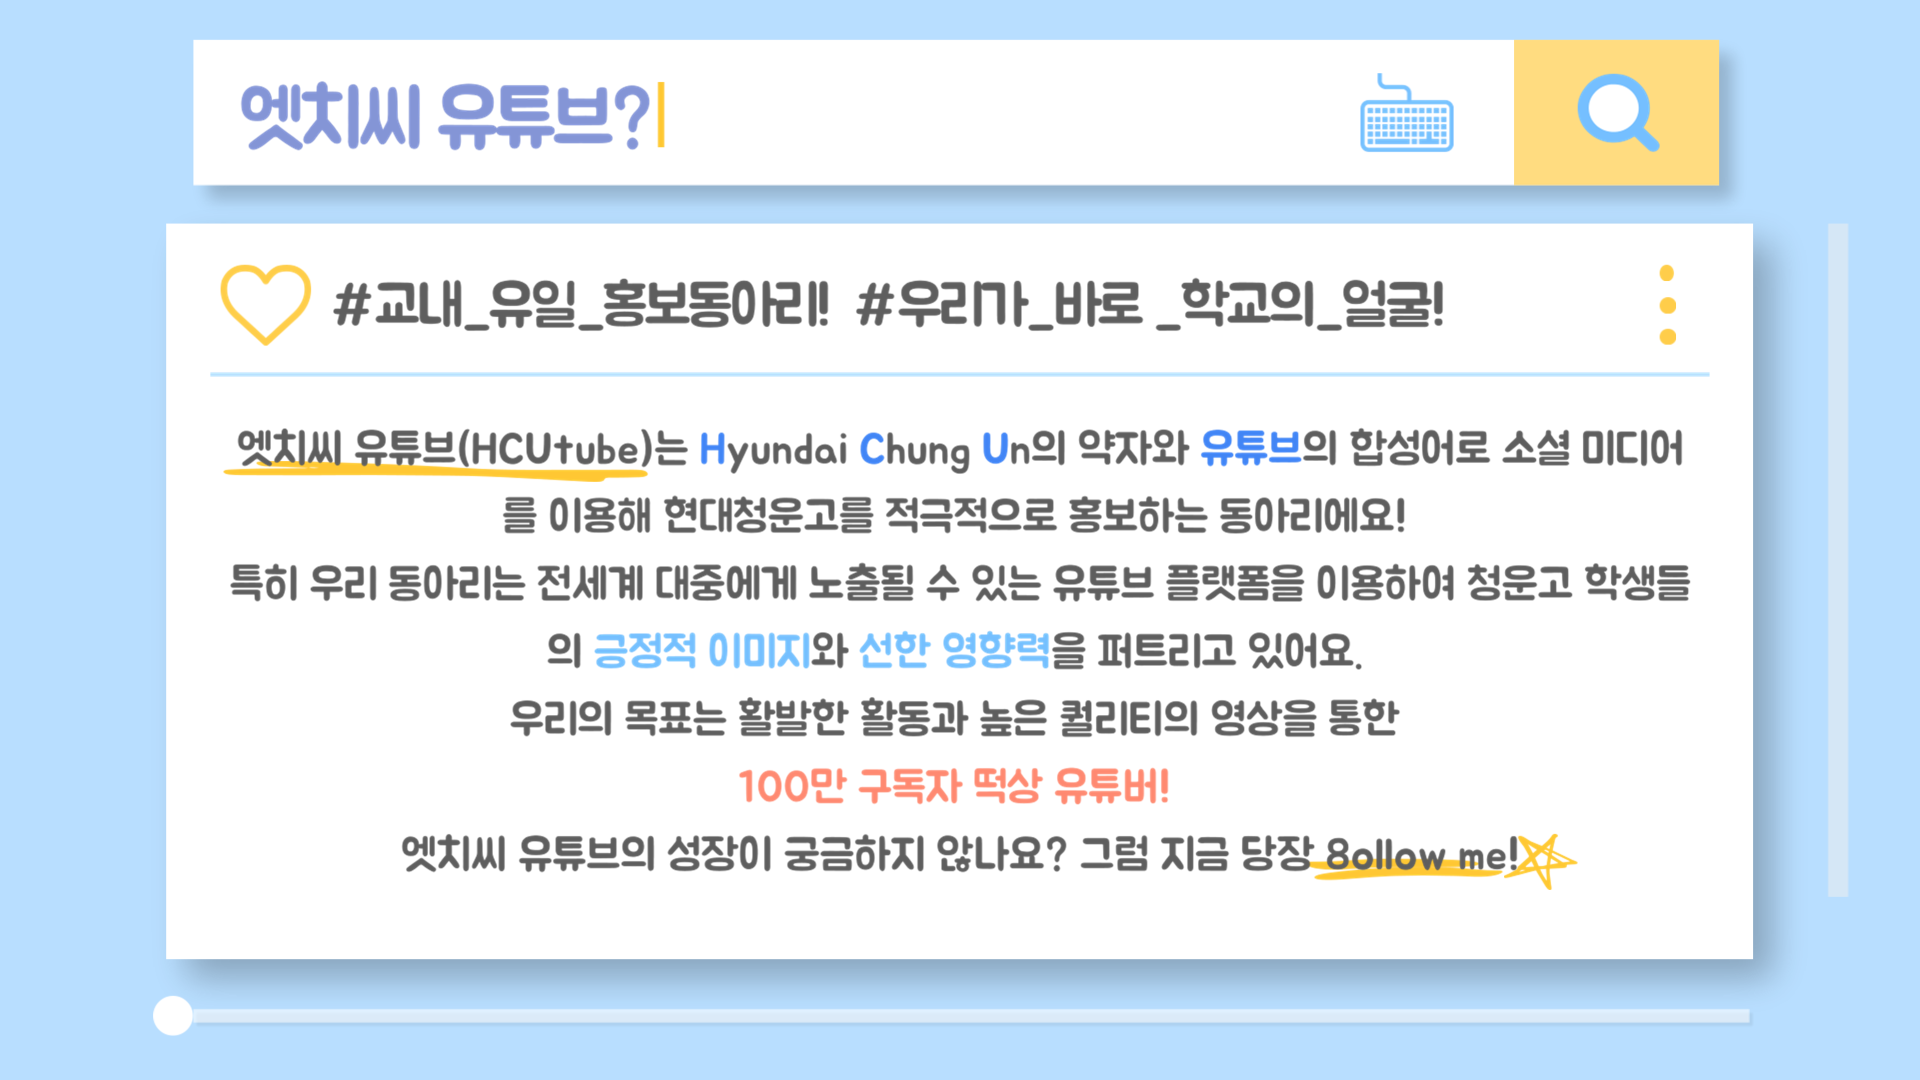 엣치씨 유튜브?
#교내_유일_홍보동아리! #우리가_바로 _학교의_얼굴!
엣치씨 유튜브(HCUtube)는 Hyundai Chung Un의 약자와 유튜브의 합성어로 소셜 미디어
를 이용해 현대청운고를 적극적으로 홍보하는 동아리에요!
특히 우리 동아리는 전세계 대중에게 노출될 수 있는 유튜브 플랫폼을 이용하여 청운고 학생들
의 긍정적 이미지와 선한 영향력을 퍼트리고 있어요.
우리의 목표는 활발한 활동과 높은 퀄리티의 영상을 통한
100만 구독자 떡상 유튜버!
엣치씨 유튜브의 성장이 궁금하지 않나요? 그럼 지금 당장 8ollow me!